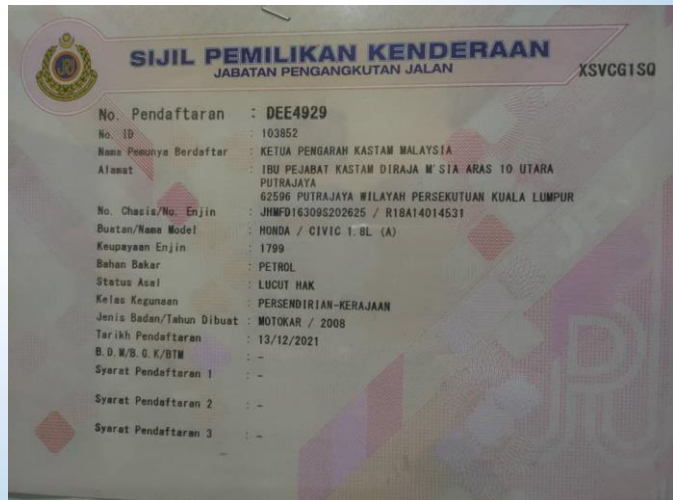 SIJIL PEMILIKAN KENDERAAN
JABATAN PENGANGKUTAN JALAN
XSVCG1SQ
No. Pendaftaran : DEE4929
No. ID : 103852
Nama Pemunya Berdaftar : KETUA PENGARAH KASTAM MALAYSIA
Alamat : IBU PEJABAT KASTAM DIRAJA M'SIA ARAS 10 UTARA
PUTRAJAYA
62596 PUTRAJAYA WILAYAH PERSEKUTUAN KUALA LUMPUR
No. Chasis/No. Enjin : JHMFD16309S202625 / R18A14014531
Buatan/Nama Model : HONDA / CIVIC 1.8L (A)
Keupayaan Enjin : 1799
Bahan Bakar : PETROL
Status Asal : LUCUT HAK
Kelas Kegunaan : PERSENDIRIAN-KERAJAAN
Jenis Badan/Tahun Dibuat : MOTOKAR / 2008
Tarikh Pendaftaran : 13/12/2021
B.D.M/B.G.K/BTM : -
Syarat Pendaftaran 1 : -
Syarat Pendaftaran 2 : -
Syarat Pendaftaran 3 : -